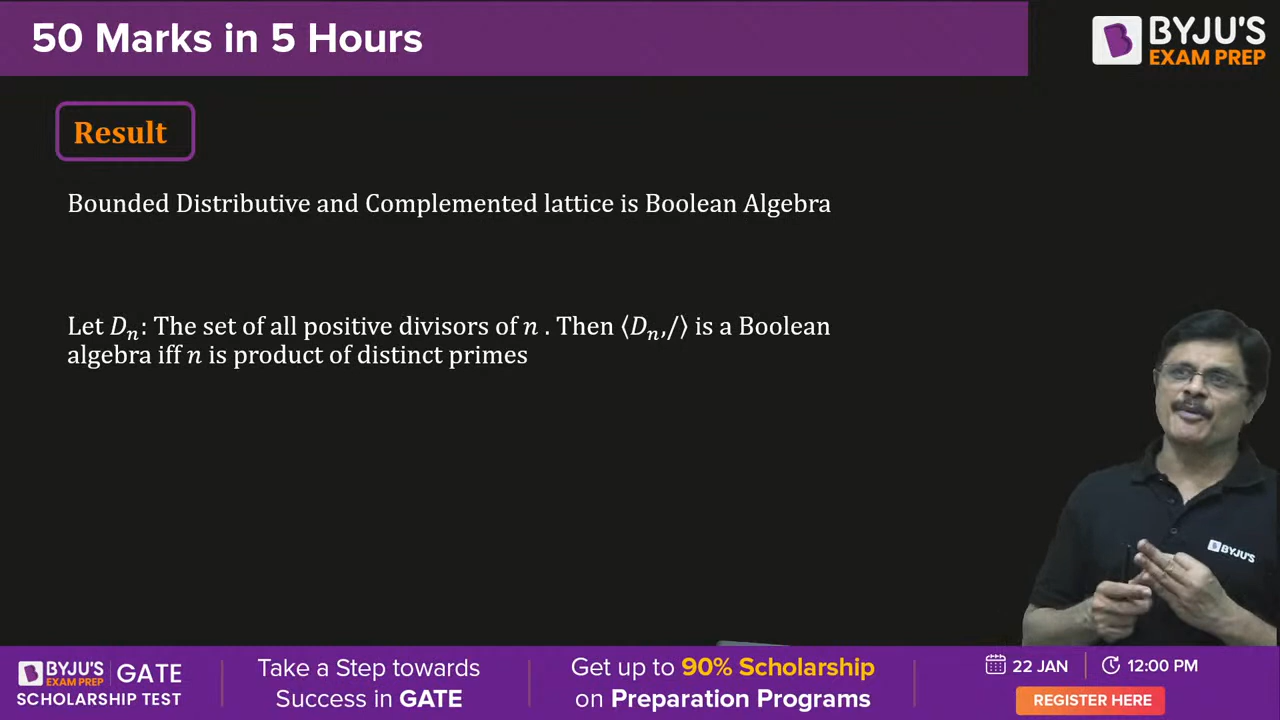 50 Marks in 5 Hours
BYJU'S
EXAM PREP
Result
Bounded Distributive and Complemented lattice is Boolean Algebra
Let Dₙ: The set of all positive divisors of n . Then ⟨Dₙ,/⟩ is a Boolean
algebra iff n is product of distinct primes
BYJU'S
BYJU'S
EXAM PREP
GATE
SCHOLARSHIP TEST
Take a Step towards
Success in GATE
Get up to 90% Scholarship
on Preparation Programs
22 JAN
12:00 PM
REGISTER HERE